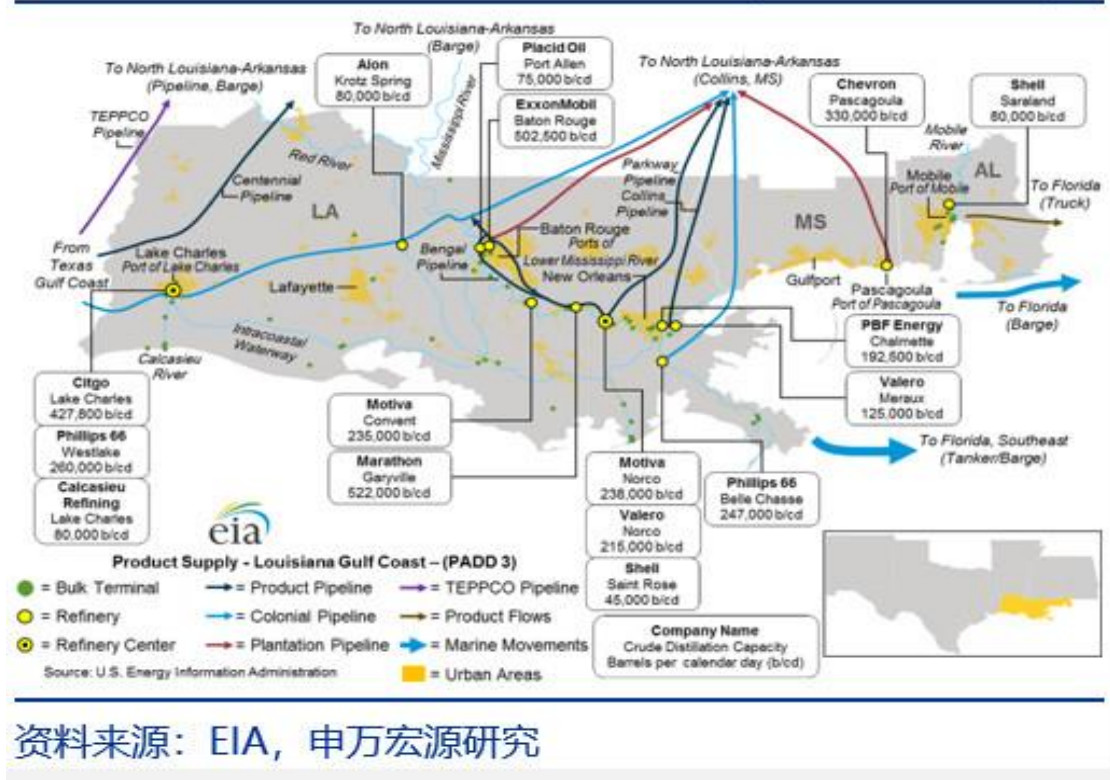 To North Louisiana-Arkansas
(Barge)
To North Louisiana-Arkansas
(Pipeline, Barge)
TEPPCO
Pipeline
Alon
Krotz Spring
80,000 b/cd
Mississippi River
Placid Oil
Port Allen
75,000 b/cd
ExxonMobil
Baton Rouge
502,500 b/cd
To North Louisiana-Arkansas
(Collins, MS)
Chevron
Pascagoula
330,000 b/cd
Shell
Saraland
80,000 b/cd
Mobile
River
Red River
Centennial
Pipeline
Parkway
Pipeline
Collins
Pipeline
LA
MS
AL
Mobile
Port of Mobile
To Florida
(Truck)
From
Texas
Gulf Coast
Lake Charles
Port of Lake Charles
Lafayette
Bengal
Pipeline
Baton Rouge
Ports of
Lower Mississippi River
New Orleans
Gulfport
Pascagoula
Port of Pascagoula
To Florida
(Barge)
Intracoastal
Waterway
Calcasieu
River
Citgo
Lake Charles
427,800 b/cd
Phillips 66
Westlake
260,000 b/cd
Calcasieu
Refining
Lake Charles
80,000 b/cd
Motiva
Convent
235,000 b/cd
Marathon
Garyville
522,000 b/cd
PBF Energy
Chalmette
192,500 b/cd
Valero
Meraux
125,000 b/cd
To Florida, Southeast
(Tanker/Barge)
Motiva
Norco
238,000 b/cd
Valero
Norco
215,000 b/cd
Shell
Saint Rose
45,000 b/cd
Phillips 66
Belle Chasse
247,000 b/cd
eia
Product Supply - Louisiana Gulf Coast – (PADD 3)
= Bulk Terminal
= Product Pipeline
= TEPPCO Pipeline
= Refinery
= Colonial Pipeline
= Product Flows
= Refinery Center
= Plantation Pipeline
= Marine Movements
Source: U.S. Energy Information Administration
= Urban Areas
Company Name
Crude Distillation Capacity
Barrels per calendar day (b/cd)
资料来源：EIA，申万宏源研究